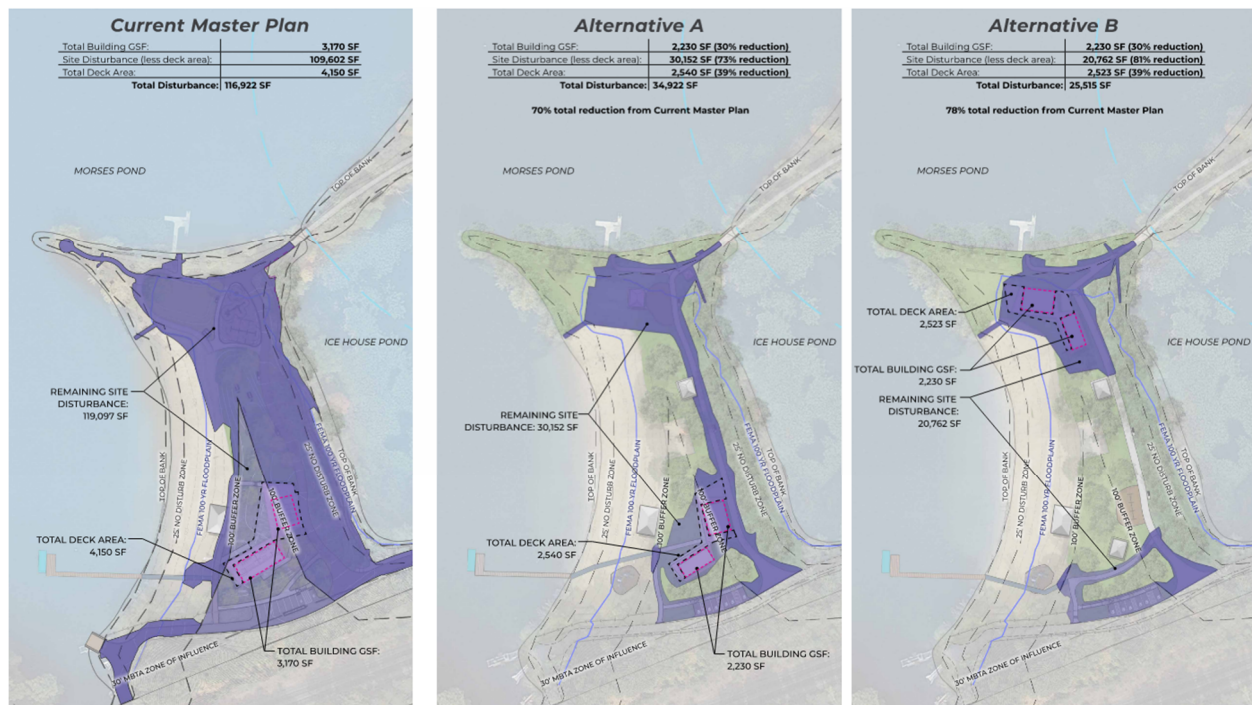 Current Master Plan
Total Building GSF: 3,170 SF
Site Disturbance (less deck area): 109,602 SF
Total Deck Area: 4,150 SF
Total Disturbance: 116,922 SF
MORSES POND
TOP OF BANK
ICE HOUSE POND
REMAINING SITE
DISTURBANCE:
119,097 SF
TOP OF BANK
25' NO DISTURB ZONE
FEMA 100 YR FLOODPLAIN
100' BUFFER ZONE
100' BUFFER ZONE
25' NO DISTURB ZONE
FEMA 100 YR FLOODPLAIN
TOP OF BANK
TOTAL DECK AREA:
4,150 SF
TOTAL BUILDING GSF:
3,170 SF
30' MBTA ZONE OF INFLUENCE
Alternative A
Total Building GSF: 2,230 SF (30% reduction)
Site Disturbance (less deck area): 30,152 SF (73% reduction)
Total Deck Area: 2,540 SF (39% reduction)
Total Disturbance: 34,922 SF
70% total reduction from Current Master Plan
MORSES POND
TOP OF BANK
ICE HOUSE POND
REMAINING SITE
DISTURBANCE: 30,152 SF
TOP OF BANK
25' NO DISTURB ZONE
FEMA 100 YR FLOODPLAIN
100' BUFFER ZONE
100' BUFFER ZONE
25' NO DISTURB ZONE
FEMA 100 YR FLOODPLAIN
TOP OF BANK
TOTAL DECK AREA:
2,540 SF
TOTAL BUILDING GSF:
2,230 SF
30' MBTA ZONE OF INFLUENCE
Alternative B
Total Building GSF: 2,230 SF (30% reduction)
Site Disturbance (less deck area): 20,762 SF (81% reduction)
Total Deck Area: 2,523 SF (39% reduction)
Total Disturbance: 25,515 SF
78% total reduction from Current Master Plan
MORSES POND
TOP OF BANK
TOTAL DECK AREA:
2,523 SF
ICE HOUSE POND
TOTAL BUILDING GSF:
2,230 SF
REMAINING SITE
DISTURBANCE:
20,762 SF
TOP OF BANK
25' NO DISTURB ZONE
FEMA 100 YR FLOODPLAIN
100' BUFFER ZONE
100' BUFFER ZONE
25' NO DISTURB ZONE
FEMA 100 YR FLOODPLAIN
TOP OF BANK
30' MBTA ZONE OF INFLUENCE